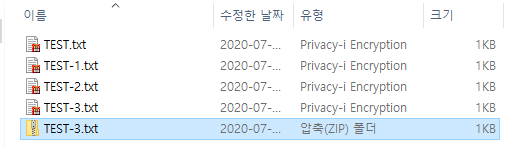 이름 수정한 날짜 유형 크기
TEST.txt 2020-07-... Privacy-i Encryption 1KB
TEST-1.txt 2020-07-... Privacy-i Encryption 1KB
TEST-2.txt 2020-07-... Privacy-i Encryption 1KB
TEST-3.txt 2020-07-... Privacy-i Encryption 1KB
TEST-3.txt 2020-07-... 압축(ZIP) 폴더 1KB